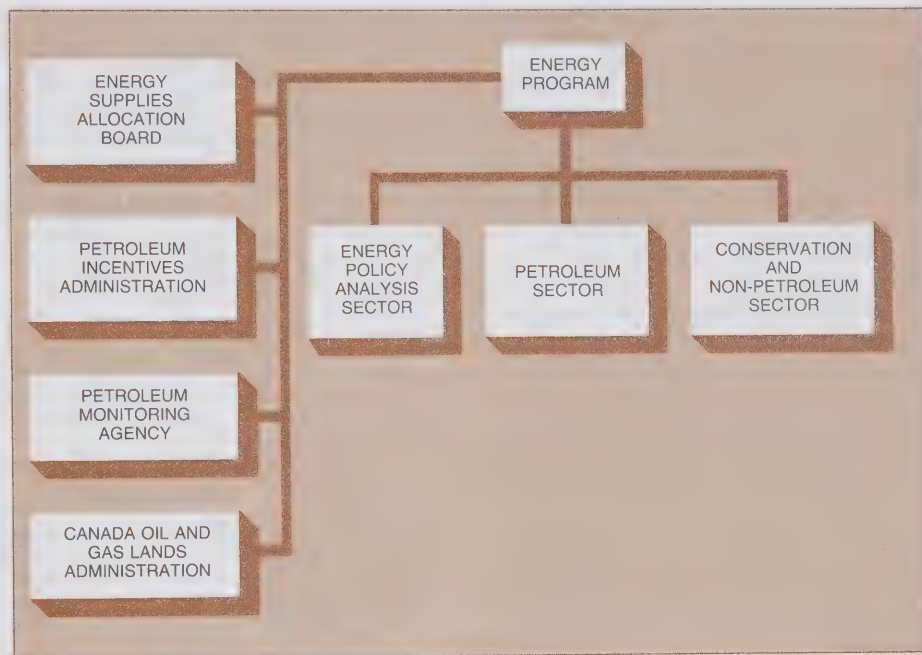 ENERGY
PROGRAM
ENERGY
SUPPLIES
ALLOCATION
BOARD
PETROLEUM
INCENTIVES
ADMINISTRATION
PETROLEUM
MONITORING
AGENCY
CANADA OIL AND
GAS LANDS
ADMINISTRATION
ENERGY
POLICY
ANALYSIS
SECTOR
PETROLEUM
SECTOR
CONSERVATION
AND
NON-PETROLEUM
SECTOR